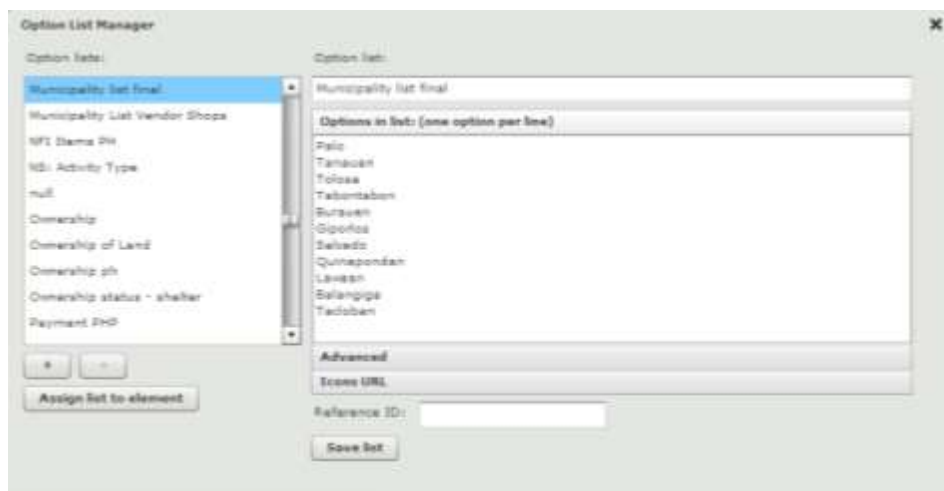 Option List Manager
Option lists:
Municipality list final
Municipality List Vendor Shops
NFI Items PH
NS: Activity Type
null
Ownership
Ownership of Land
Ownership ph
Ownership status - shelter
Payment PHP
+
-
Assign list to element
Option list:
Municipality list final
Options in list: (one option per line)
Palo
Tanauan
Tolosa
Tabontabon
Burauen
Giporlos
Salcedo
Quinapondan
Lawaan
Balangiga
Tacloban
Advanced
Icons URL
Reference ID:
Save list